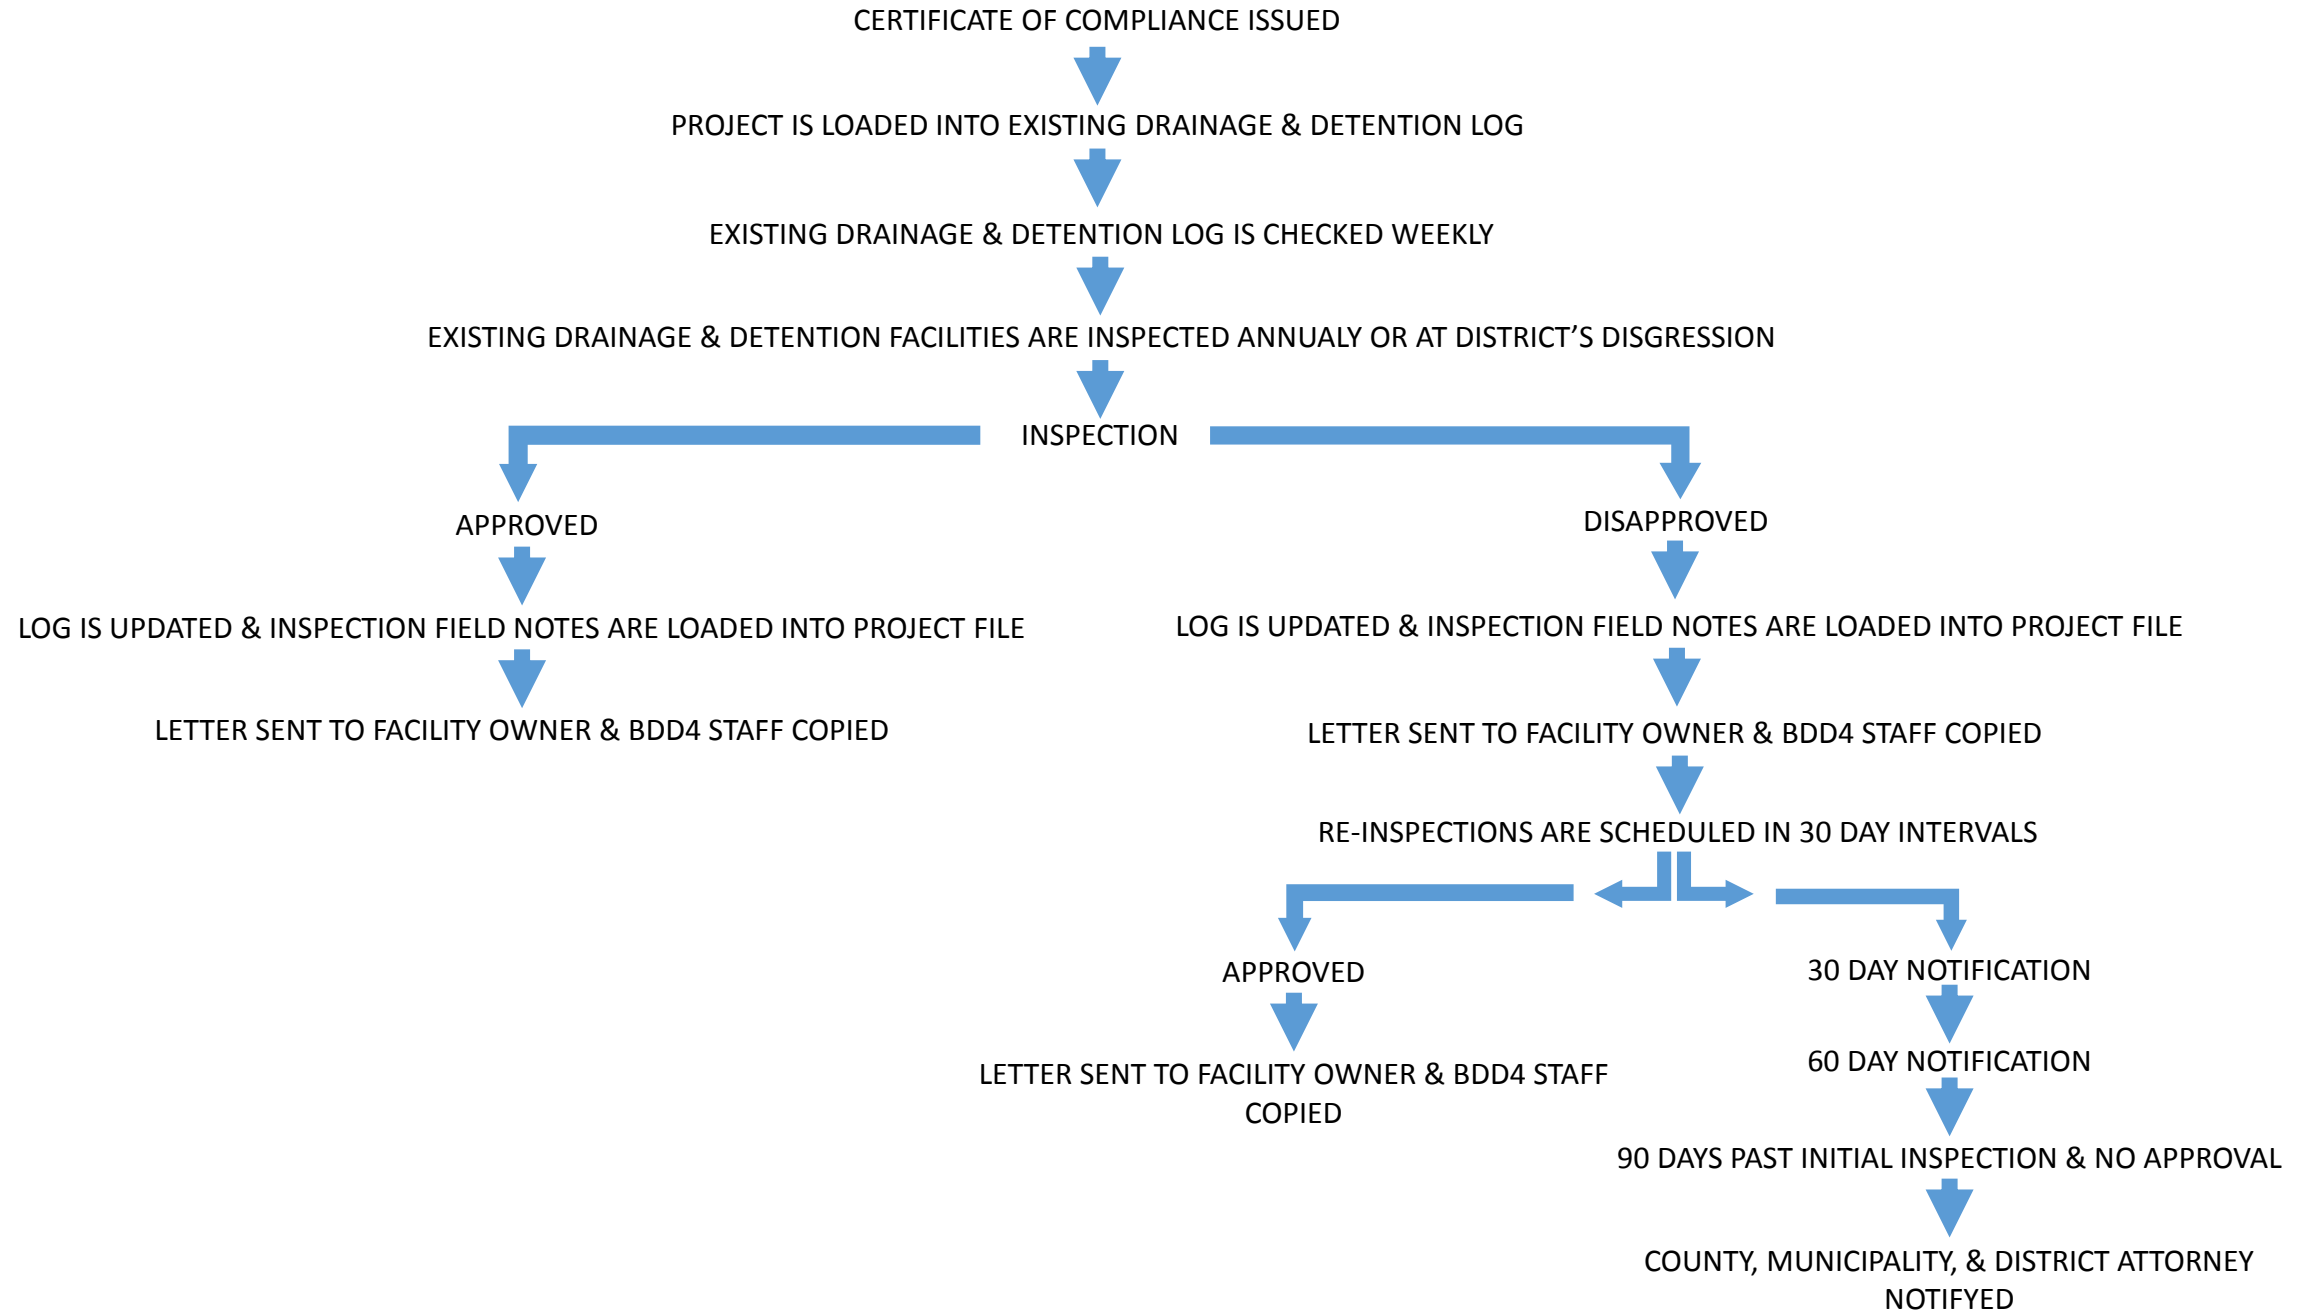 CERTIFICATE OF COMPLIANCE ISSUED
PROJECT IS LOADED INTO EXISTING DRAINAGE & DETENTION LOG
EXISTING DRAINAGE & DETENTION LOG IS CHECKED WEEKLY
EXISTING DRAINAGE & DETENTION FACILITIES ARE INSPECTED ANNUALY OR AT DISTRICT’S DISGRESSION
INSPECTION
APPROVED
LOG IS UPDATED & INSPECTION FIELD NOTES ARE LOADED INTO PROJECT FILE
LETTER SENT TO FACILITY OWNER & BDD4 STAFF COPIED
DISAPPROVED
LOG IS UPDATED & INSPECTION FIELD NOTES ARE LOADED INTO PROJECT FILE
LETTER SENT TO FACILITY OWNER & BDD4 STAFF COPIED
RE-INSPECTIONS ARE SCHEDULED IN 30 DAY INTERVALS
APPROVED
LETTER SENT TO FACILITY OWNER & BDD4 STAFF
COPIED
30 DAY NOTIFICATION
60 DAY NOTIFICATION
90 DAYS PAST INITIAL INSPECTION & NO APPROVAL
COUNTY, MUNICIPALITY, & DISTRICT ATTORNEY
NOTIFYED